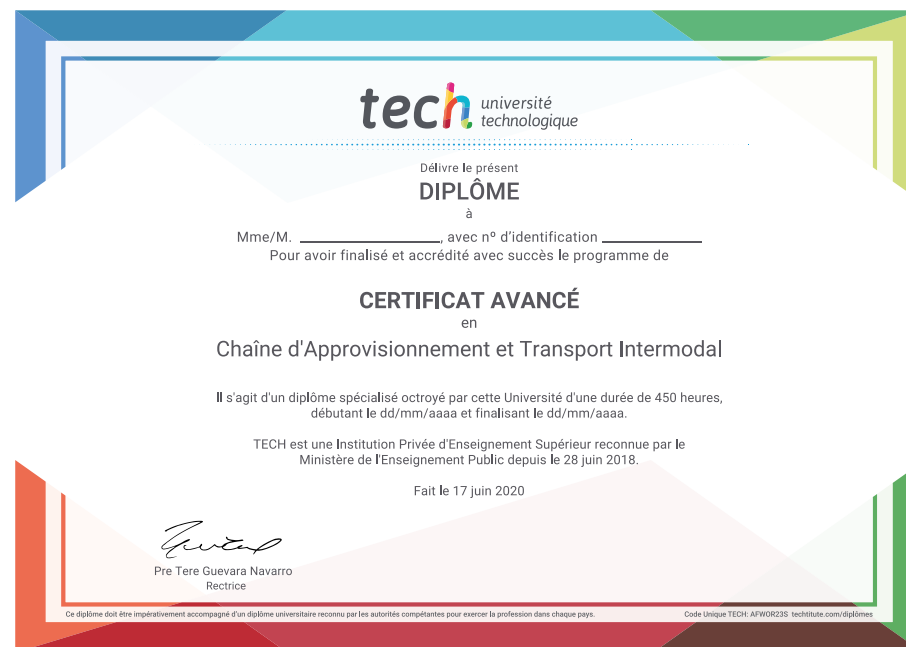 tech université
technologique
Délivre le présent
DIPLÔME
à
Mme/M. ____________________, avec nº d'identification ______________
Pour avoir finalisé et accrédité avec succès le programme de
CERTIFICAT AVANCÉ
en
Chaîne d'Approvisionnement et Transport Intermodal
Il s'agit d'un diplôme spécialisé octroyé par cette Université d'une durée de 450 heures,
débutant le dd/mm/aaaa et finalisant le dd/mm/aaaa.
TECH est une Institution Privée d'Enseignement Supérieur reconnue par le
Ministère de l'Enseignement Public depuis le 28 juin 2018.
Fait le 17 juin 2020
Pre Tere Guevara Navarro
Rectrice
Ce diplôme doit être impérativement accompagné d'un diplôme universitaire reconnu par les autorités compétentes pour exercer la profession dans chaque pays.
Code Unique TECH: AFWOR23S techtitute.com/diplômes